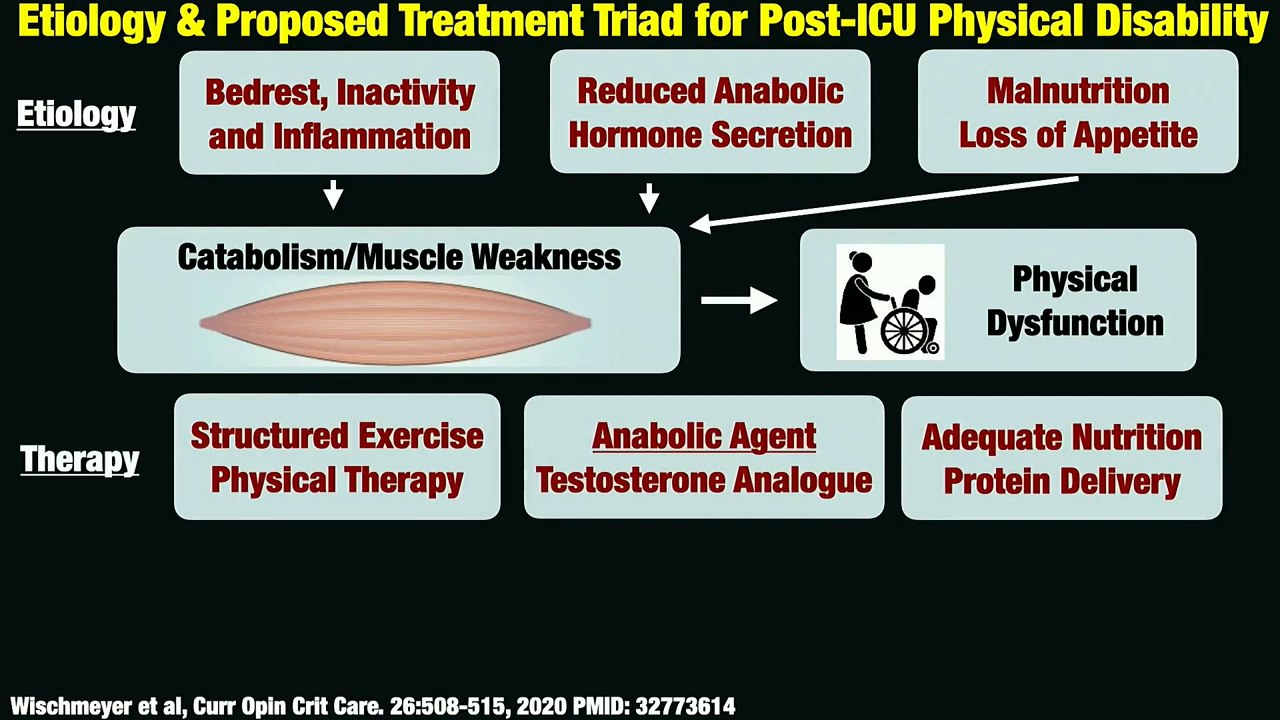 Etiology & Proposed Treatment Triad for Post-ICU Physical Disability
Etiology
Bedrest, Inactivity
and Inflammation
Reduced Anabolic
Hormone Secretion
Malnutrition
Loss of Appetite
Catabolism/Muscle Weakness
Physical
Dysfunction
Therapy
Structured Exercise
Physical Therapy
Anabolic Agent
Testosterone Analogue
Adequate Nutrition
Protein Delivery
Wischmeyer et al, Curr Opin Crit Care. 26:508-515, 2020 PMID: 32773614